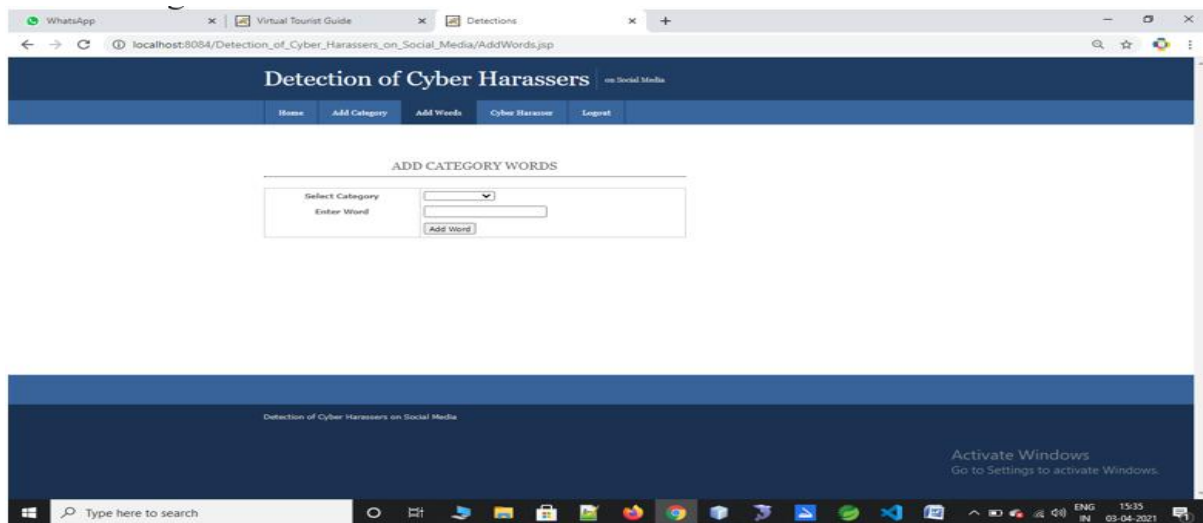 WhatsApp
Virtual Tourist Guide
Detections
localhost:8084/Detection_of_Cyber_Harassers_on_Social_Media/AddWords.jsp
Detection of Cyber Harassers on Social Media
Home Add Category Add Words Cyber Harasser Logout
ADD CATEGORY WORDS
Select Category
Enter Word
Add Word
Detection of Cyber Harassers on Social Media
Activate Windows
Go to Settings to activate Windows.
Type here to search
ENG 15:35
IN 03-04-2021